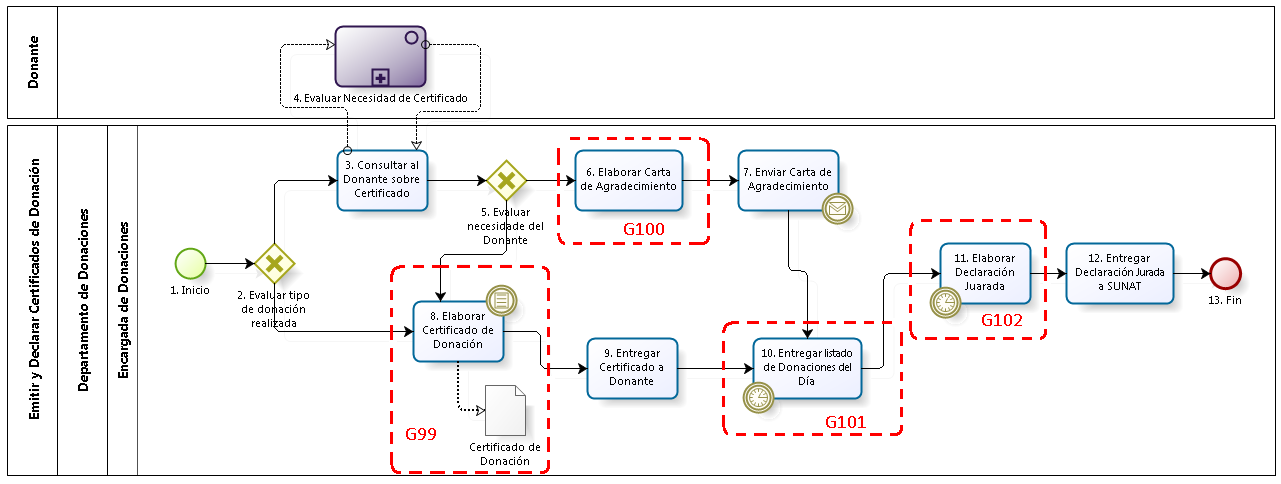 Donante
4. Evaluar Necesidad de Certificado
Emitir y Declarar Certificados de Donación
Departamento de Donaciones
Encargada de Donaciones
1. Inicio
2. Evaluar tipo
de donación
realizada
3. Consultar al
Donante sobre
Certificado
5. Evaluar
necesidade del
Donante
6. Elaborar Carta
de Agradecimiento
G100
7. Enviar Carta de
Agradecimiento
8. Elaborar
Certificado de
Donación
G99
Certificado de
Donación
9. Entregar
Certificado a
Donante
10. Entregar listado
de Donaciones del
Día
G101
11. Elaborar
Declaración
Juarada
G102
12. Entregar
Declaración Jurada
a SUNAT
13. Fin